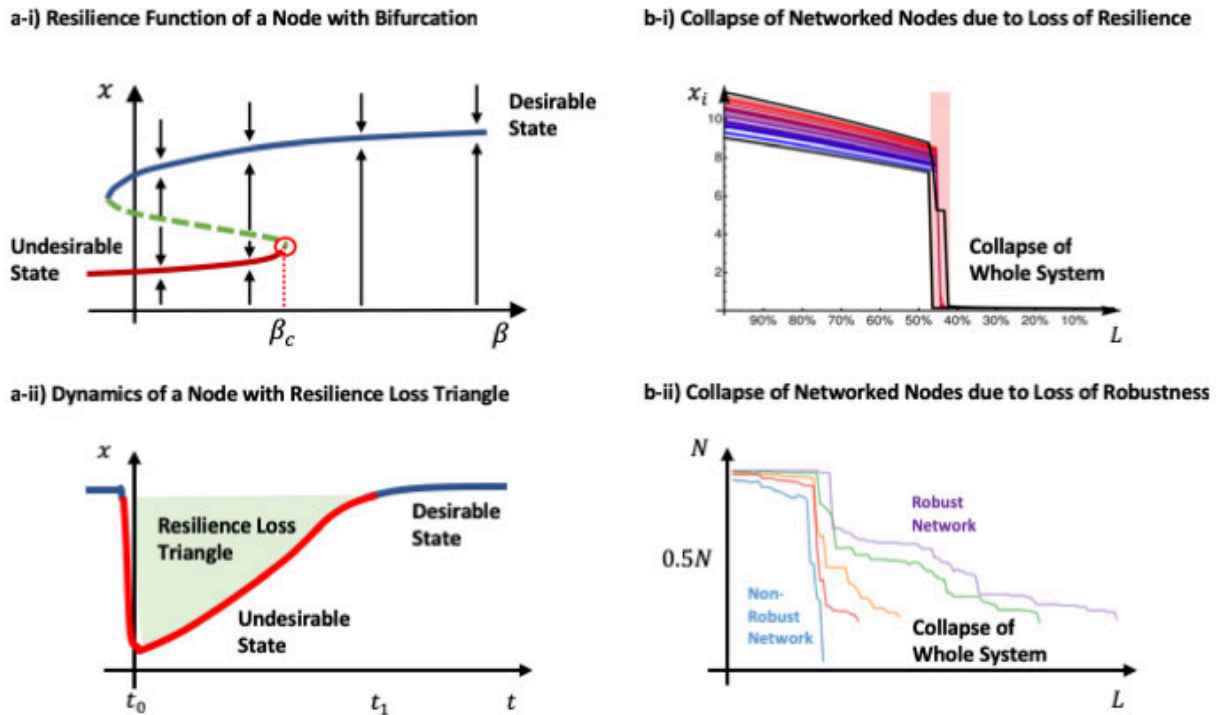 a-i) Resilience Function of a Node with Bifurcation
x
Desirable
State
Undesirable
State
β_c
β
b-i) Collapse of Networked Nodes due to Loss of Resilience
x_i
10
8
6
4
2
Collapse of
Whole System
90% 80% 70% 60% 50% 40% 30% 20% 10%
L
a-ii) Dynamics of a Node with Resilience Loss Triangle
x
Resilience Loss
Triangle
Desirable
State
Undesirable
State
t_0
t_1
t
b-ii) Collapse of Networked Nodes due to Loss of Robustness
N
Robust
Network
0.5N
Non-
Robust
Network
Collapse of
Whole System
L